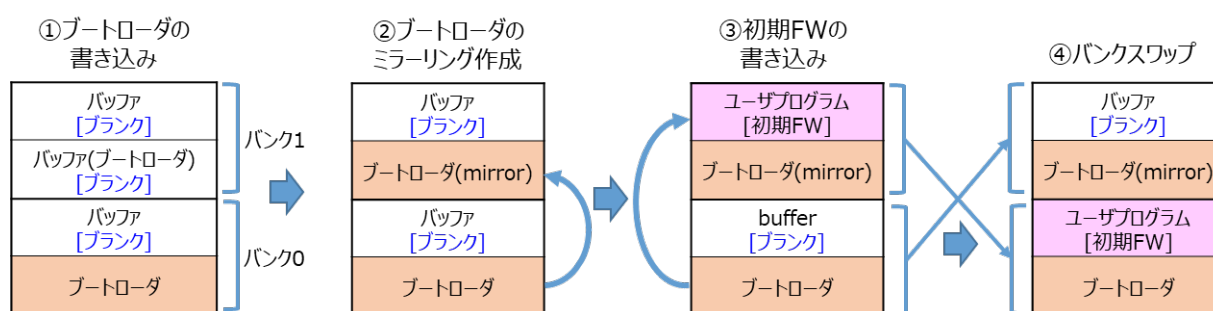 ①ブートローダの
書き込み
バッファ
[ブランク]
バッファ(ブートローダ)
[ブランク]
バッファ
[ブランク]
ブートローダ
バンク1
バンク0
②ブートローダの
ミラーリング作成
バッファ
[ブランク]
ブートローダ(mirror)
バッファ
[ブランク]
ブートローダ
③初期FWの
書き込み
ユーザプログラム
[初期FW]
ブートローダ(mirror)
buffer
[ブランク]
ブートローダ
④バンクスワップ
バッファ
[ブランク]
ブートローダ(mirror)
ユーザプログラム
[初期FW]
ブートローダ